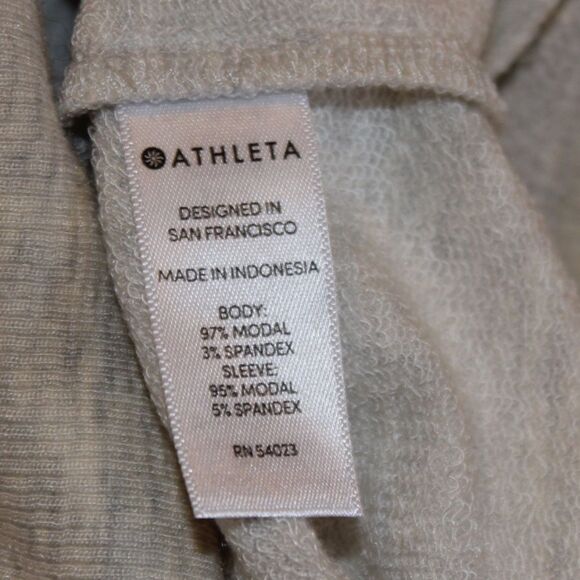 ATHLETA
DESIGNED IN
SAN FRANCISCO
MADE IN INDONESIA
BODY:
97% MODAL
3% SPANDEX
SLEEVE:
95% MODAL
5% SPANDEX
RN 54023